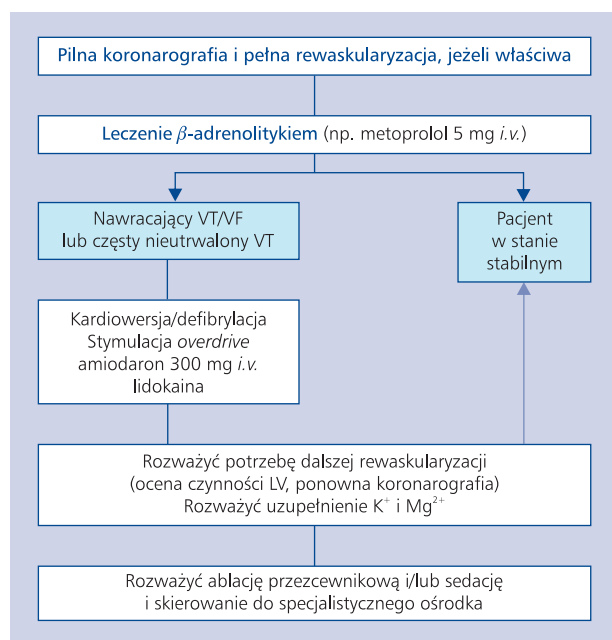 Pilna koronarografia i pełna rewaskularyzacja, jeżeli właściwa
Leczenie β-adrenolitykiem (np. metoprolol 5 mg i.v.)
Nawracający VT/VF
lub częsty nieutrwalony VT
Pacjent
w stanie
stabilnym
Kardiowersja/defibrylacja
Stymulacja overdrive
amiodaron 300 mg i.v.
lidokaina
Rozważyć potrzebę dalszej rewaskularyzacji
(ocena czynności LV, ponowna koronarografia)
Rozważyć uzupełnienie K⁺ i Mg²⁺
Rozważyć ablację przezcewnikową i/lub sedację
i skierowanie do specjalistycznego ośrodka